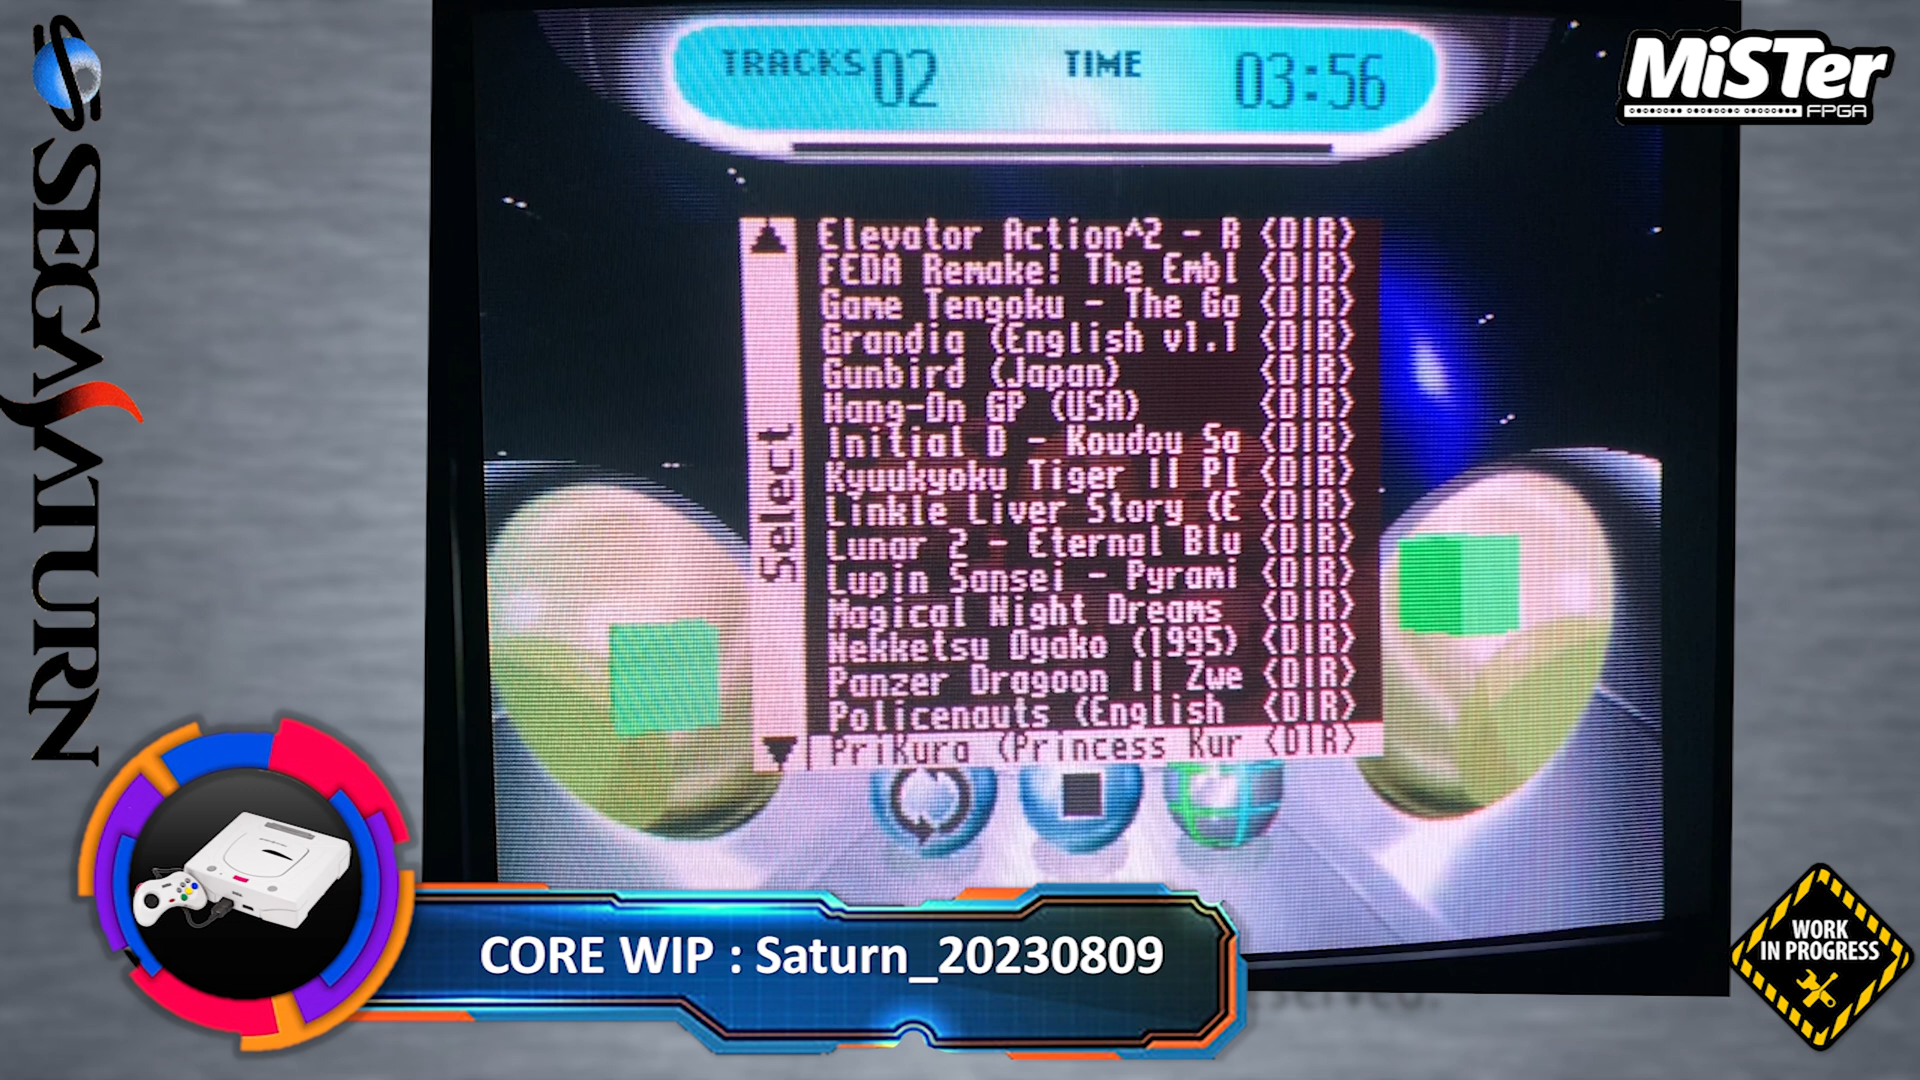 SEGA SATURN
MiSTer
FPGA
TRACKS 02 TIME 03:56
Select
Elevator Action^2 - R <DIR>
FEDA Remake! The Embl <DIR>
Game Tengoku - The Ga <DIR>
Grandia (English v1.1 <DIR>
Gunbird (Japan) <DIR>
Hang-On GP (USA) <DIR>
Initial D - Koudou Sa <DIR>
Kyuukyoku Tiger II Pl <DIR>
Linkle Liver Story (E <DIR>
Lunar 2 - Eternal Blu <DIR>
Lupin Sansei - Pyrami <DIR>
Magical Night Dreams <DIR>
Nekketsu Oyako (1995) <DIR>
Panzer Dragoon II Zwe <DIR>
Policenauts (English <DIR>
PriKura (Princess Kur <DIR>
CORE WIP : Saturn_20230809
WORK
IN PROGRESS